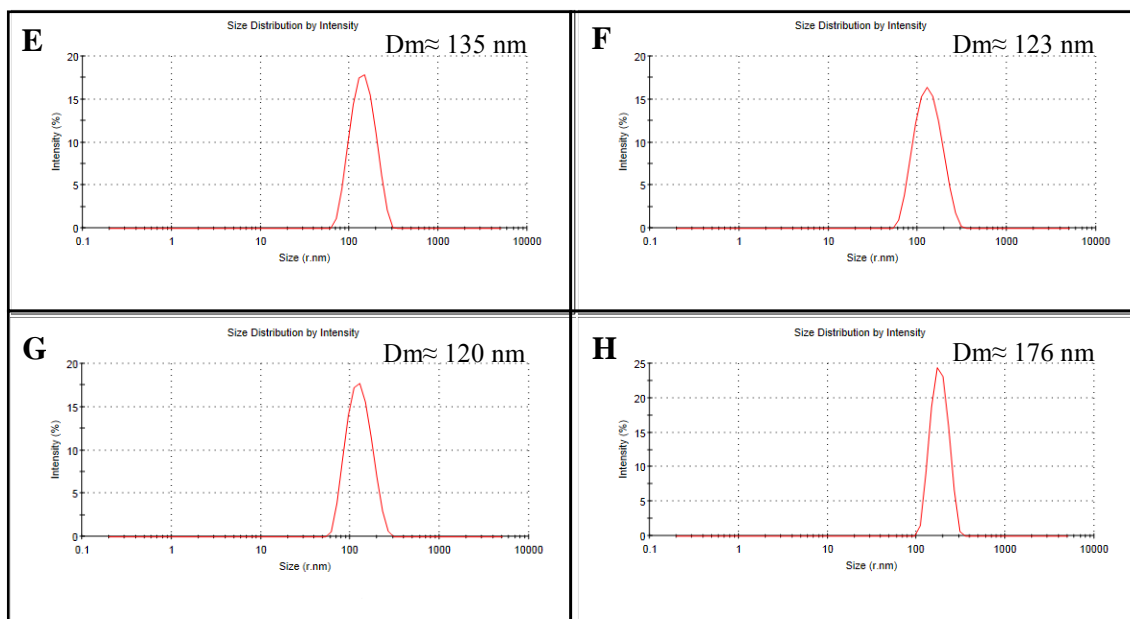 Size Distribution by Intensity
E
Dm≈ 135 nm
20
15
10
5
0
Intensity (%)
0.1 1 10 100 1000 10000
Size (r.nm)
Size Distribution by Intensity
F
Dm≈ 123 nm
20
15
10
5
0
Intensity (%)
0.1 1 10 100 1000 10000
Size (r.nm)
Size Distribution by Intensity
G
Dm≈ 120 nm
20
15
10
5
0
Intensity (%)
0.1 1 10 100 1000 10000
Size (r.nm)
Size Distribution by Intensity
H
Dm≈ 176 nm
25
20
15
10
5
0
Intensity (%)
0.1 1 10 100 1000 10000
Size (r.nm)